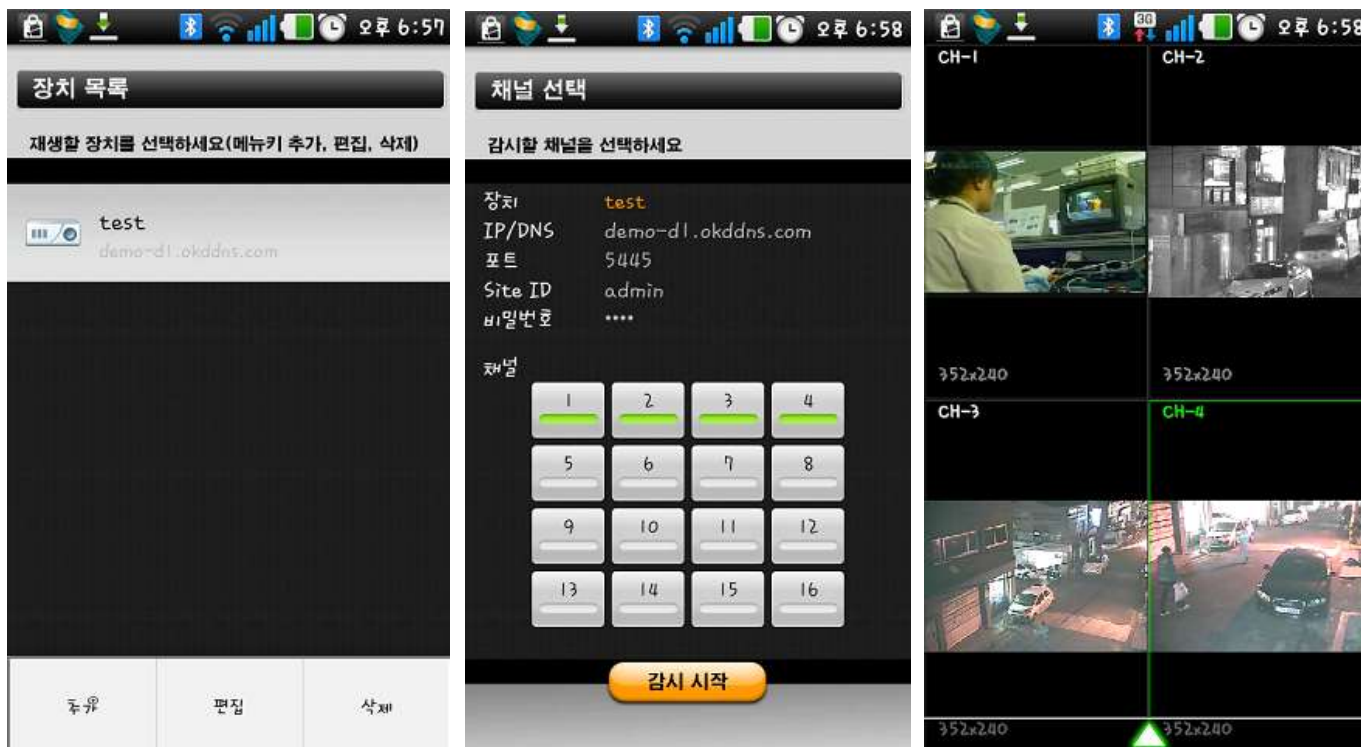 오후 6:57
장치 목록
재생할 장치를 선택하세요(메뉴키 추가, 편집, 삭제)
test
demo-d1.okddns.com
추가
편집
삭제
오후 6:58
채널 선택
감시할 채널을 선택하세요
장치 test
IP/DNS demo-d1.okddns.com
포트 5445
Site ID admin
비밀번호 ••••
채널
1 2 3 4
5 6 7 8
9 10 11 12
13 14 15 16
감시 시작
3G 오후 6:58
CH-1 CH-2
352x240 352x240
CH-3 CH-4
352x240 352x240